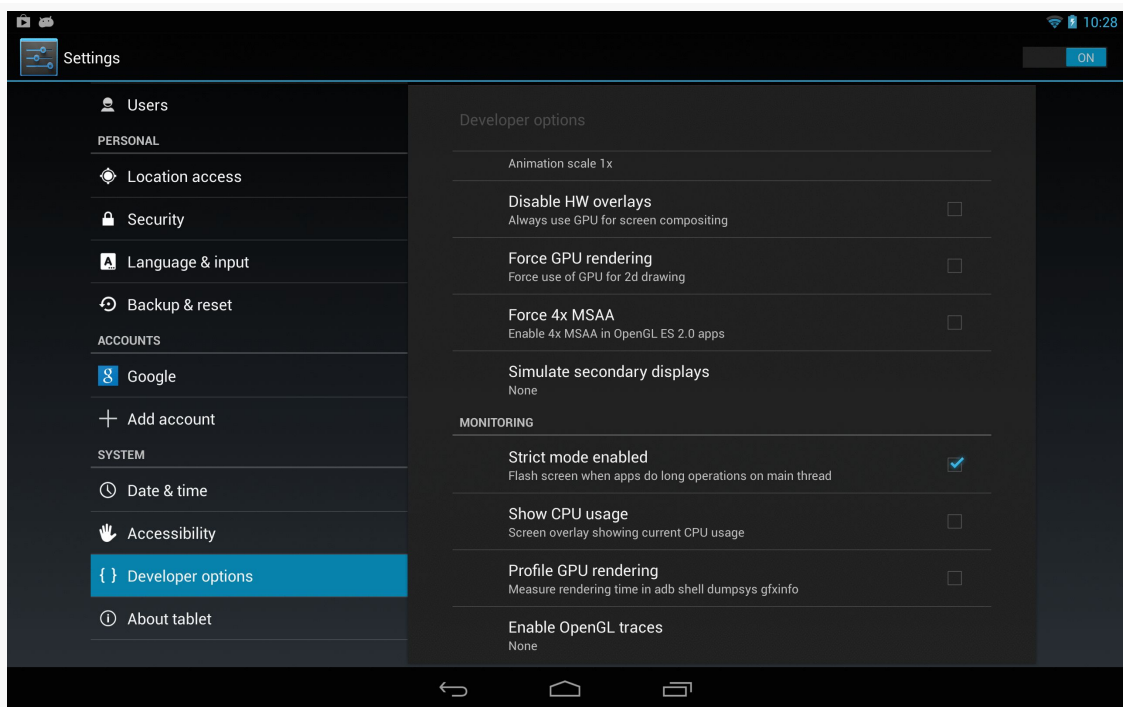 10:28
Settings
ON
Users
PERSONAL
Location access
Security
Language & input
Backup & reset
ACCOUNTS
Google
Add account
SYSTEM
Date & time
Accessibility
{ } Developer options
About tablet
Developer options
Animation scale 1x
Disable HW overlays
Always use GPU for screen compositing
Force GPU rendering
Force use of GPU for 2d drawing
Force 4x MSAA
Enable 4x MSAA in OpenGL ES 2.0 apps
Simulate secondary displays
None
MONITORING
Strict mode enabled
Flash screen when apps do long operations on main thread
Show CPU usage
Screen overlay showing current CPU usage
Profile GPU rendering
Measure rendering time in adb shell dumpsys gfxinfo
Enable OpenGL traces
None